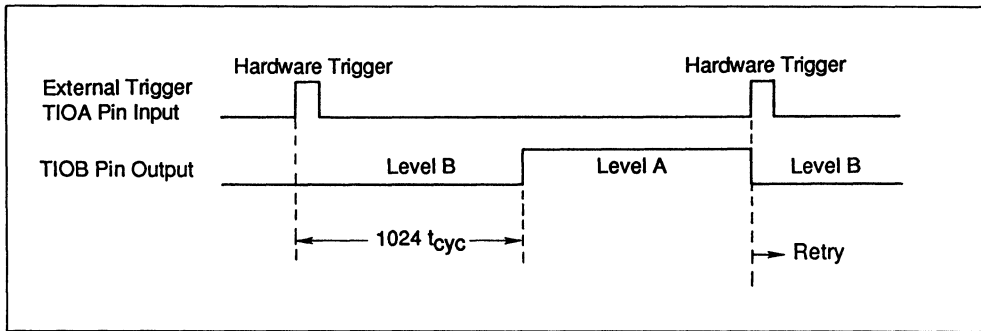 Hardware Trigger
Hardware Trigger
External Trigger
TIOA Pin Input
TIOB Pin Output
Level B
Level A
Level B
1024 tcyc
Retry